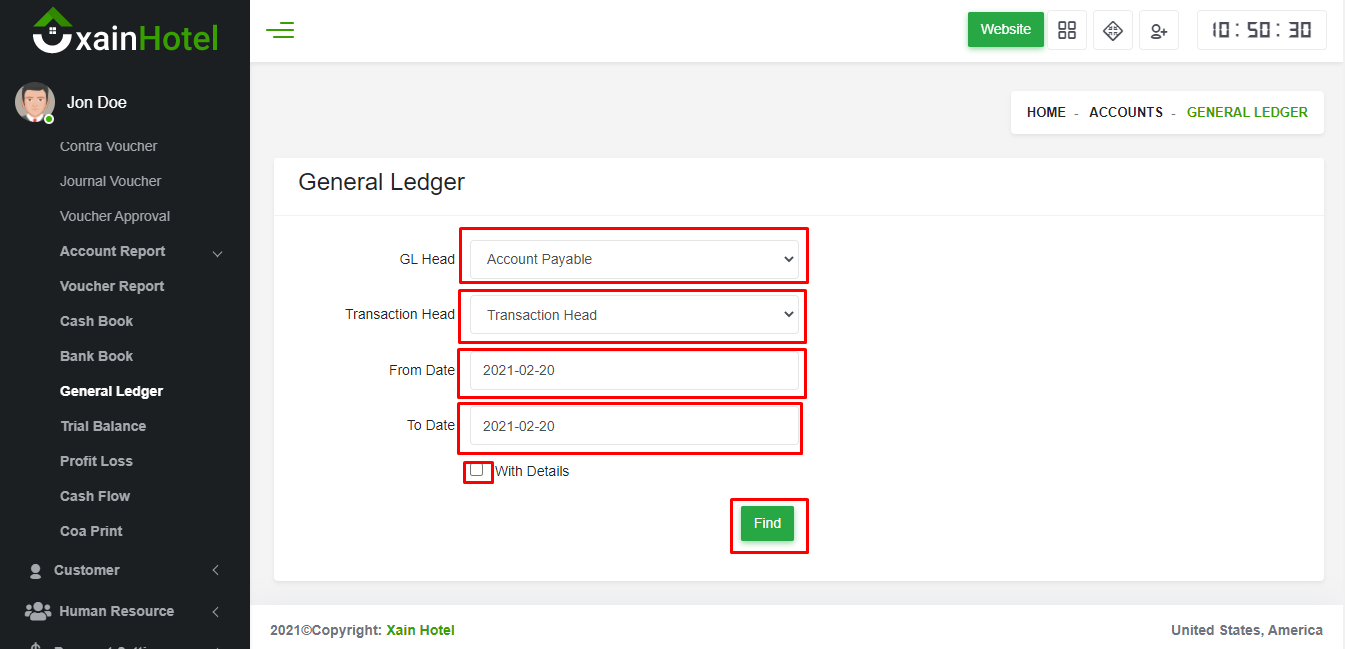 xainHotel
Jon Doe
Contra Voucher
Journal Voucher
Voucher Approval
Account Report
Voucher Report
Cash Book
Bank Book
General Ledger
Trial Balance
Profit Loss
Cash Flow
Coa Print
Customer
Human Resource
Website
10:50:30
HOME - ACCOUNTS - GENERAL LEDGER
General Ledger
GL Head Account Payable
Transaction Head Transaction Head
From Date 2021-02-20
To Date 2021-02-20
With Details
Find
2021©Copyright: Xain Hotel
United States, America